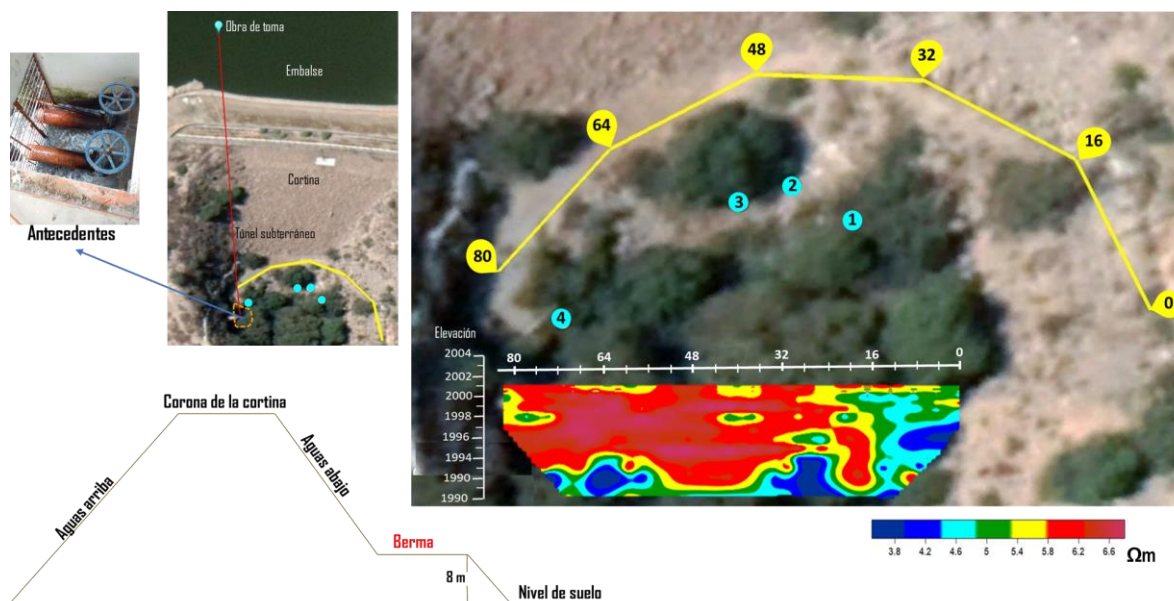 Obra de toma
Embalse
Cortina
Túnel subterráneo
Antecedentes
48
32
64
16
80
0
2
3
1
4
Elevación
80 64 48 32 16 0
2004
2002
2000
1998
1996
1994
1990
1990
Corona de la cortina
Aguas arriba
Aguas abajo
Berma
8 m
Nivel de suelo
3.8 4.2 4.6 5 5.4 5.8 6.2 6.6 Ωm